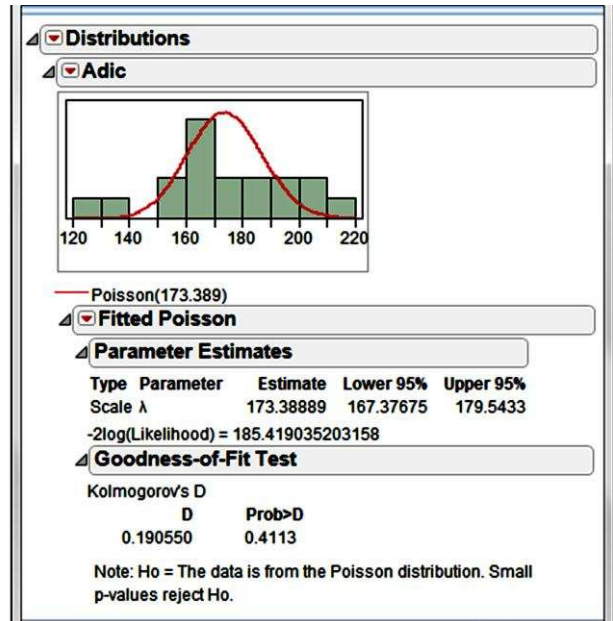 Distributions
Adic
120 140 160 180 200 220
Poisson(173.389)
Fitted Poisson
Parameter Estimates
Type Parameter Estimate Lower 95% Upper 95%
Scale λ 173.38889 167.37675 179.5433
-2log(Likelihood) = 185.419035203158
Goodness-of-Fit Test
Kolmogorov's D
D Prob>D
0.190550 0.4113
Note: Ho = The data is from the Poisson distribution. Small
p-values reject Ho.